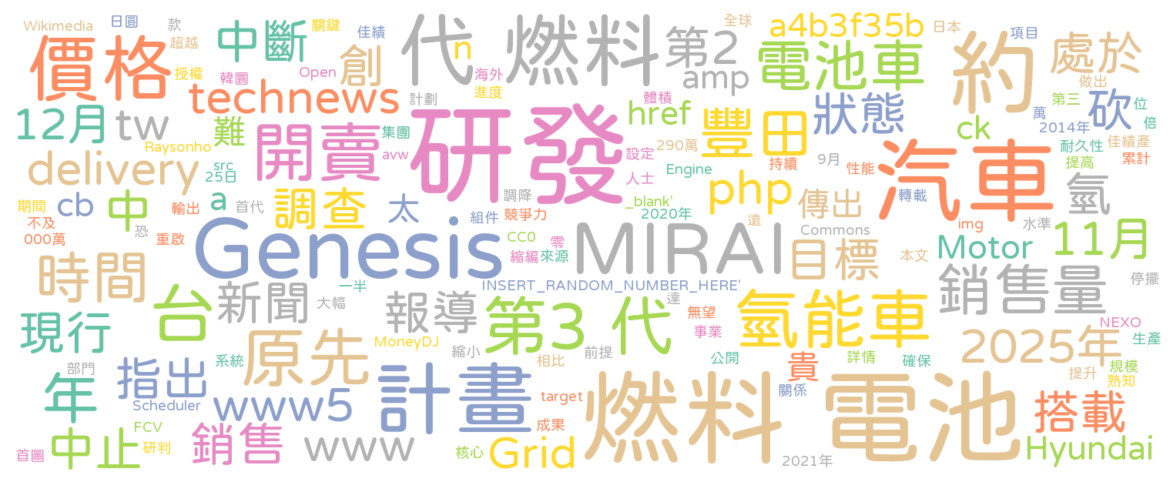 Wikimedia
日圓
款
關鍵
佳績
超越
中斷
價格
授權
韓圜
Open
創
technews
計劃
代
n
燃料
海外
進度
第2
amp
a4b3f35b
全球
日本
電池車
約
項目
處於
做出
第三
萬
位
倍
砍
2014年
耐久性
佳績產
累計
提高
ck
狀態
href
體積
豐田
290萬
設定
Engine
持續
9月
性能
汽車
氫
轉載
人士
php
_blank'
2020年
遠
傳出
Commons
12月
tw
難
集團
Raysonho
avw
開賣
研發
delivery
src
25日
a
首代
調查
太
調降
組件
競爭力
CC0
零
縮編
來源
cb
中
期間
輸出
不及
000萬
恐
重啟
Genesis
MIRAI
目標
本文
img
水準
Motor
11月
停擺
銷售量
時間
台
新聞
一半
大幅
INSERT_RANDOM_NUMBER_HERE'
達
無望
事業
報導
第3 代
氫能車
NEXO
生產
2025年
現行
原先
系統
MoneyDJ
縮小
相比
前提
公開
詳情
確保
貴
關係
提升
規模
熟知
部門
指出
年
Scheduler
www5
計畫
target
成果
燃料
電池
搭載
FCV
研判
首圖
中止
銷售
www
核心
Grid
2021年
Hyundai